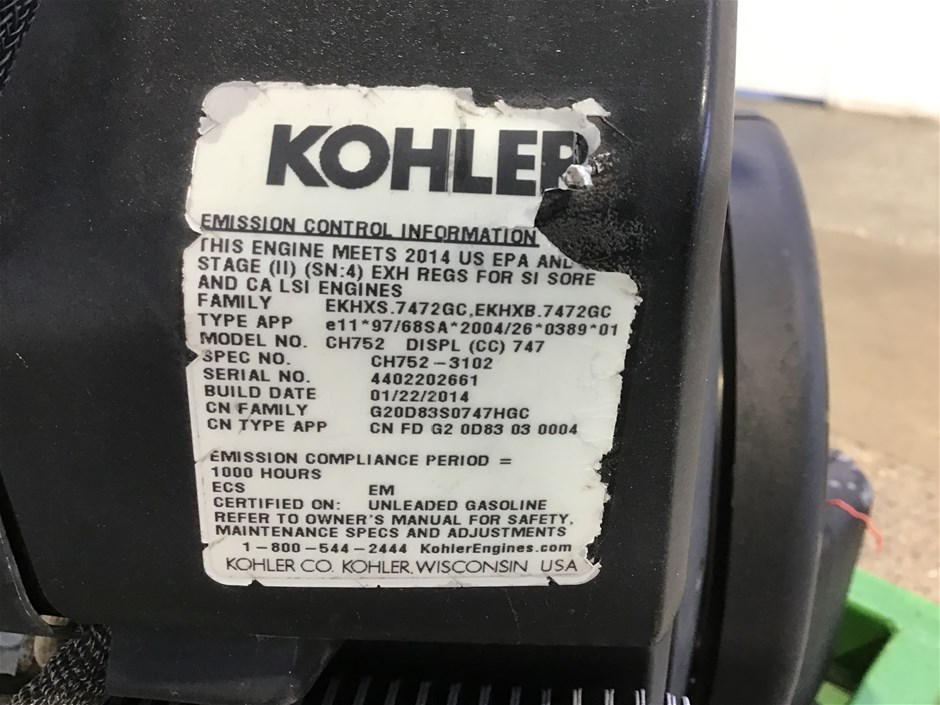 KOHLER
EMISSION CONTROL INFORMATION
THIS ENGINE MEETS 2014 US EPA AND
STAGE (II) (SN:4) EXH REGS FOR SI SORE
AND CA LSI ENGINES
FAMILY EKHXS.7472GC,EKHXB.7472GC
TYPE APP e11*97/68SA*2004/26*0389*01
MODEL NO. CH752 DISPL (CC) 747
SPEC NO. CH752-3102
SERIAL NO. 4402202661
BUILD DATE 01/22/2014
CN FAMILY G20D83S0747HGC
CN TYPE APP CN FD G2 0D83 03 0004
EMISSION COMPLIANCE PERIOD =
1000 HOURS
ECS EM
CERTIFIED ON: UNLEADED GASOLINE
REFER TO OWNER'S MANUAL FOR SAFETY,
MAINTENANCE SPECS AND ADJUSTMENTS
1-800-544-2444 KohlerEngines.com
KOHLER CO. KOHLER, WISCONSIN USA